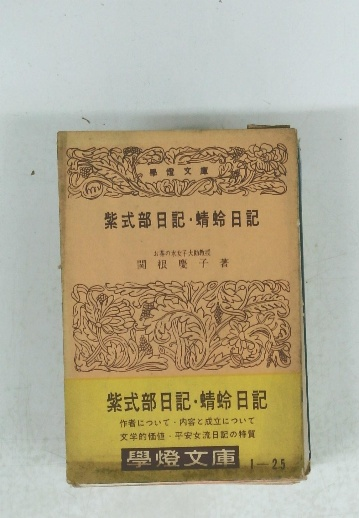 學燈文庫
紫式部日記・蜻蛉日記
お茶の水女子大助教授
関根慶子著
紫式部日記・蜻蛉日記
作者について・内容と成立について
文学的価値・平安女流日記の特質
學燈文庫
1—25